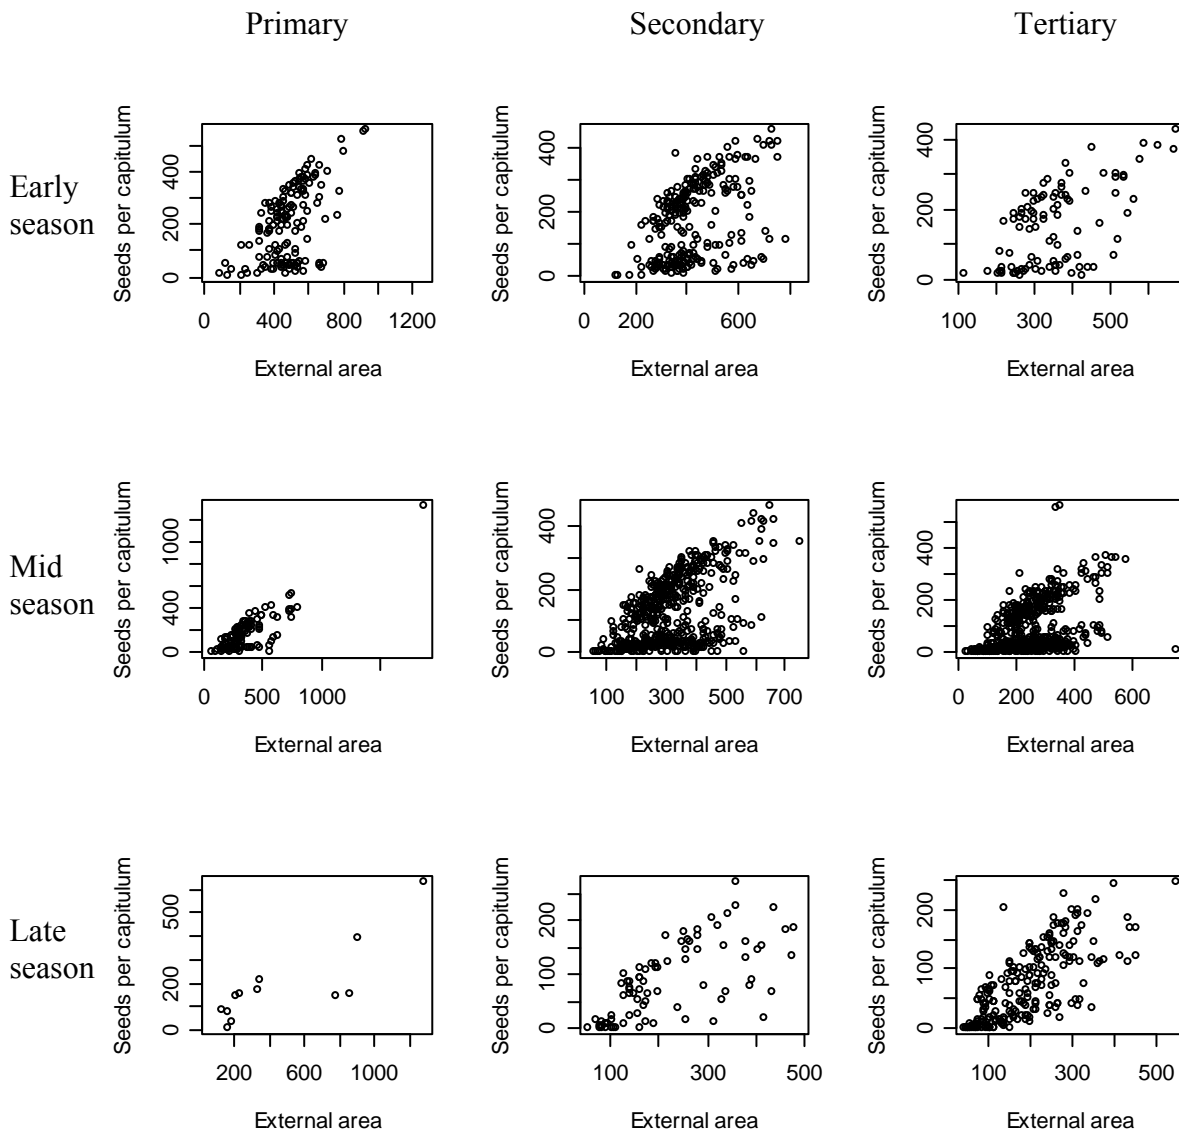 Primary Secondary Tertiary
Early
season
Seeds per capitulum
400
200
0
0 400 800 1200
External area
Seeds per capitulum
400
200
0
0 200 600
External area
Seeds per capitulum
400
200
0
100 300 500
External area
Mid
season
Seeds per capitulum
1000
400
0
0 500 1000
External area
Seeds per capitulum
400
200
0
100 300 500 700
External area
Seeds per capitulum
400
200
0
0 200 400 600
External area
Late
season
Seeds per capitulum
500
200
0
200 600 1000
External area
Seeds per capitulum
200
100
0
100 300 500
External area
Seeds per capitulum
200
100
0
100 300 500
External area